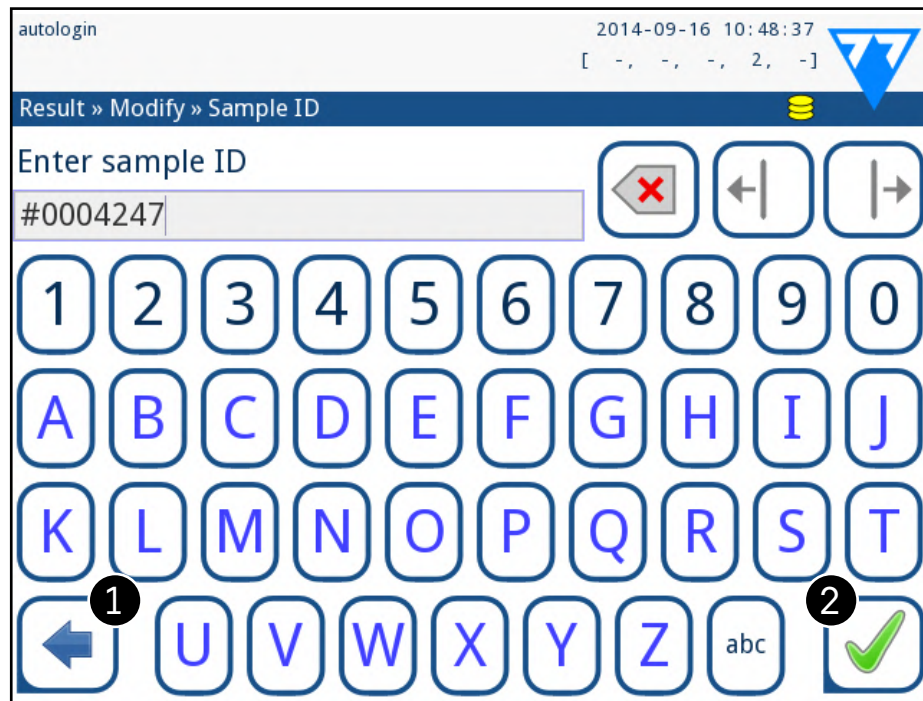 autologin
2014-09-16 10:48:37
[ -, -, -, 2, -]
Result » Modify » Sample ID
Enter sample ID
#0004247
1 2 3 4 5 6 7 8 9 0
A B C D E F G H I J
K L M N O P Q R S T
1 2
U V W X Y Z abc